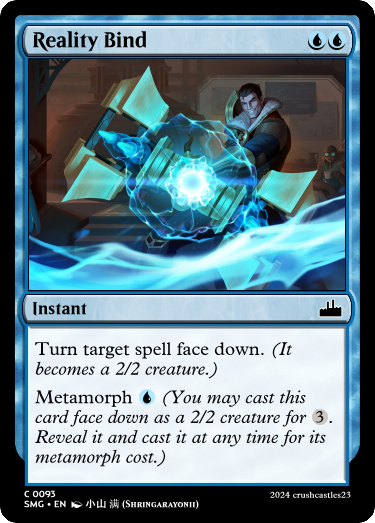 Reality Bind
Instant
Turn target spell face down. (It
becomes a 2/2 creature.)
Metamorph (You may cast this
card face down as a 2/2 creature for 3.
Reveal it and cast it at any time for its
metamorph cost.)
C 0093
SMG • EN 小山 满 (Shringarayonii)
2024 crushcastles23